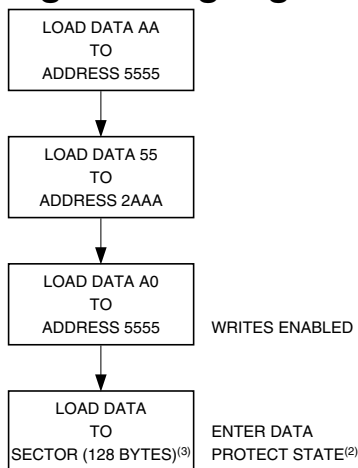 LOAD DATA AA
TO
ADDRESS 5555
LOAD DATA 55
TO
ADDRESS 2AAA
LOAD DATA A0
TO
ADDRESS 5555
WRITES ENABLED
LOAD DATA
TO
SECTOR (128 BYTES)(3)
ENTER DATA
PROTECT STATE(2)